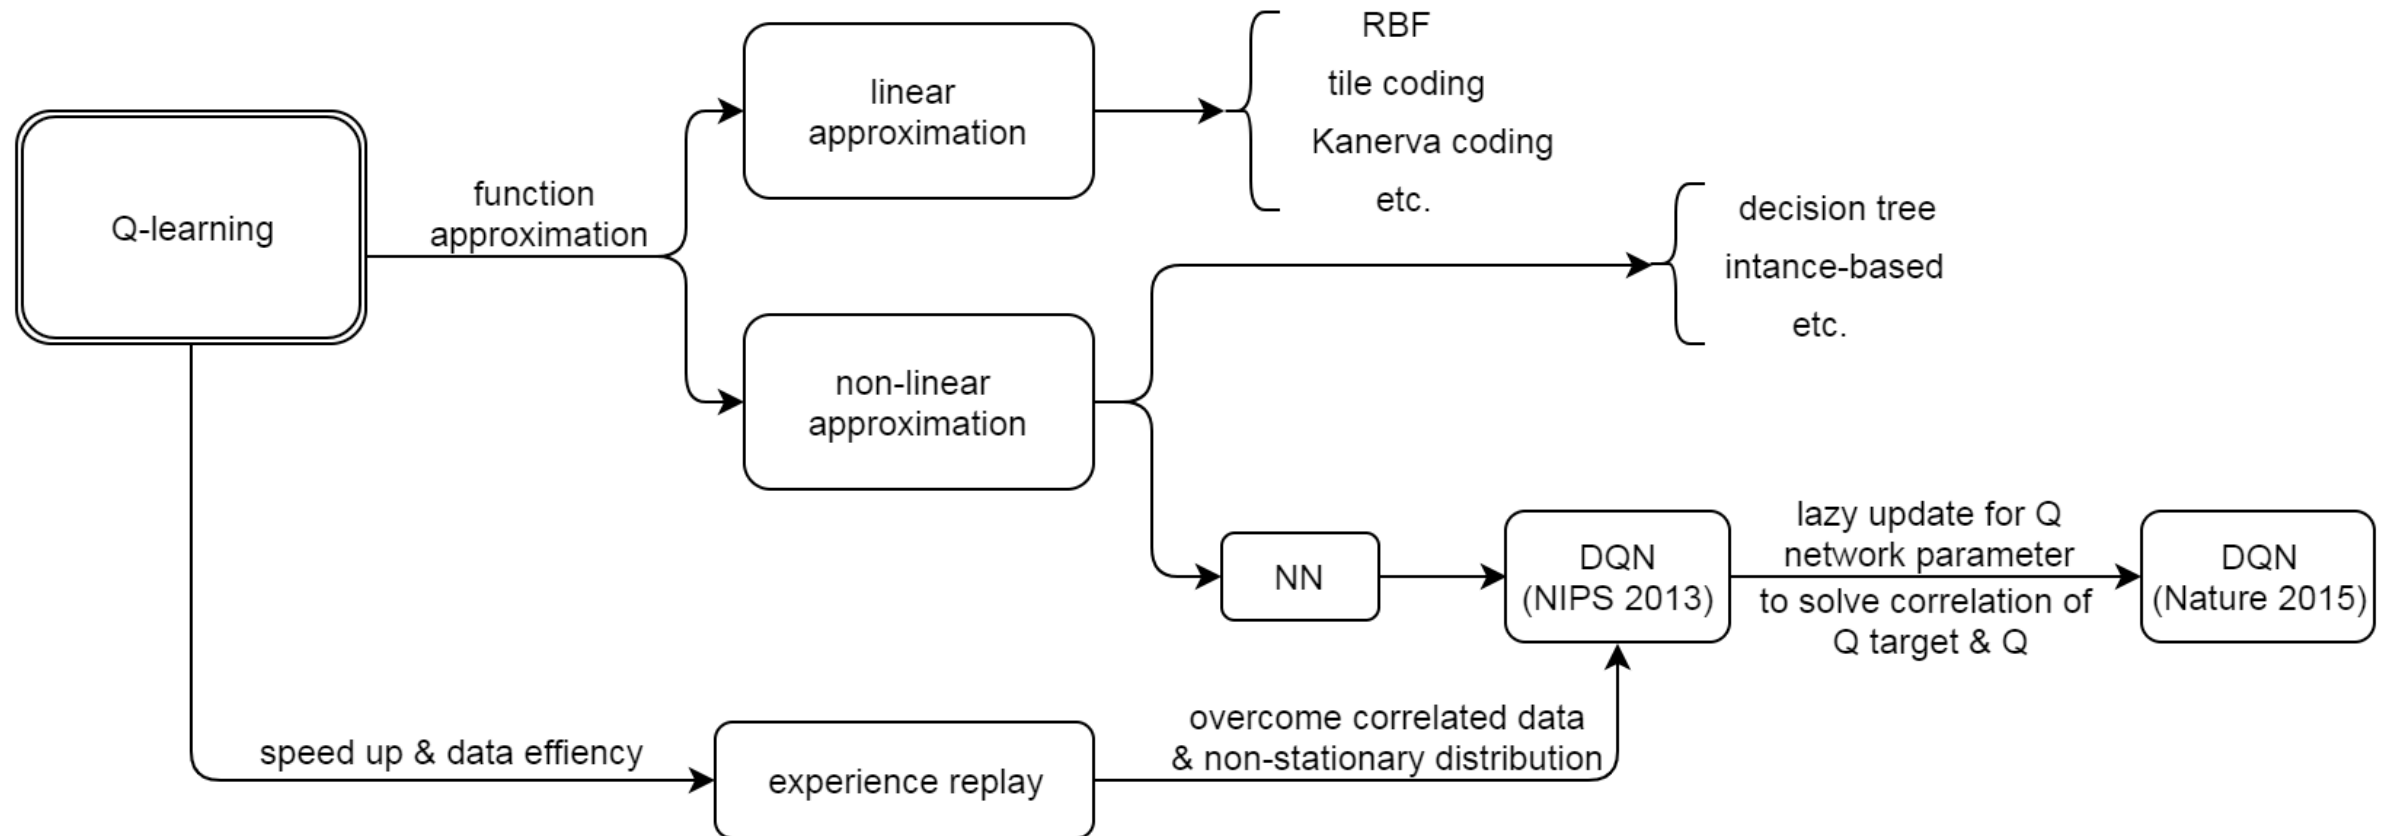 Q-learning
function
approximation
linear
approximation
RBF
tile coding
Kanerva coding
etc.
non-linear
approximation
decision tree
intance-based
etc.
NN
DQN
(NIPS 2013)
lazy update for Q
network parameter
to solve correlation of
Q target & Q
DQN
(Nature 2015)
speed up & data effiency
experience replay
overcome correlated data
& non-stationary distribution